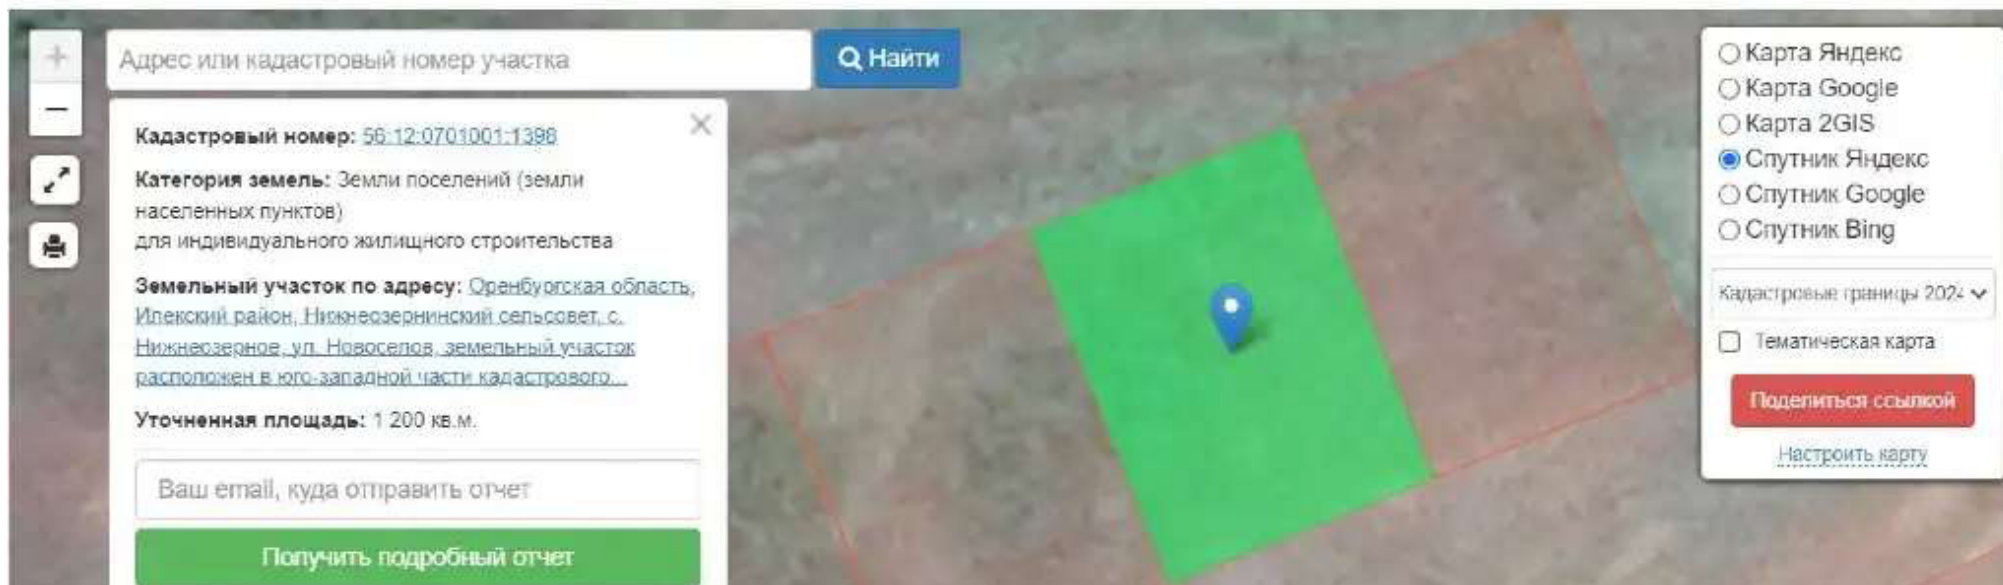 +
Адрес или кадастровый номер участка
Найти
−
Кадастровый номер: 56:12:0701001:1398
Категория земель: Земли поселений (земли
населенных пунктов)
для индивидуального жилищного строительства
Земельный участок по адресу: Оренбургская область,
Илекский район, Нижнеозернинский сельсовет, с.
Нижнеозерное, ул. Новоселов, земельный участок
расположен в юго-западной части кадастрового...
Уточненная площадь: 1 200 кв.м.
Ваш email, куда отправить отчет
Получить подробный отчет
Карта Яндекс
Карта Google
Карта 2GIS
Спутник Яндекс
Спутник Google
Спутник Bing
Кадастровые границы 2024
Тематическая карта
Поделиться ссылкой
Настроить карту